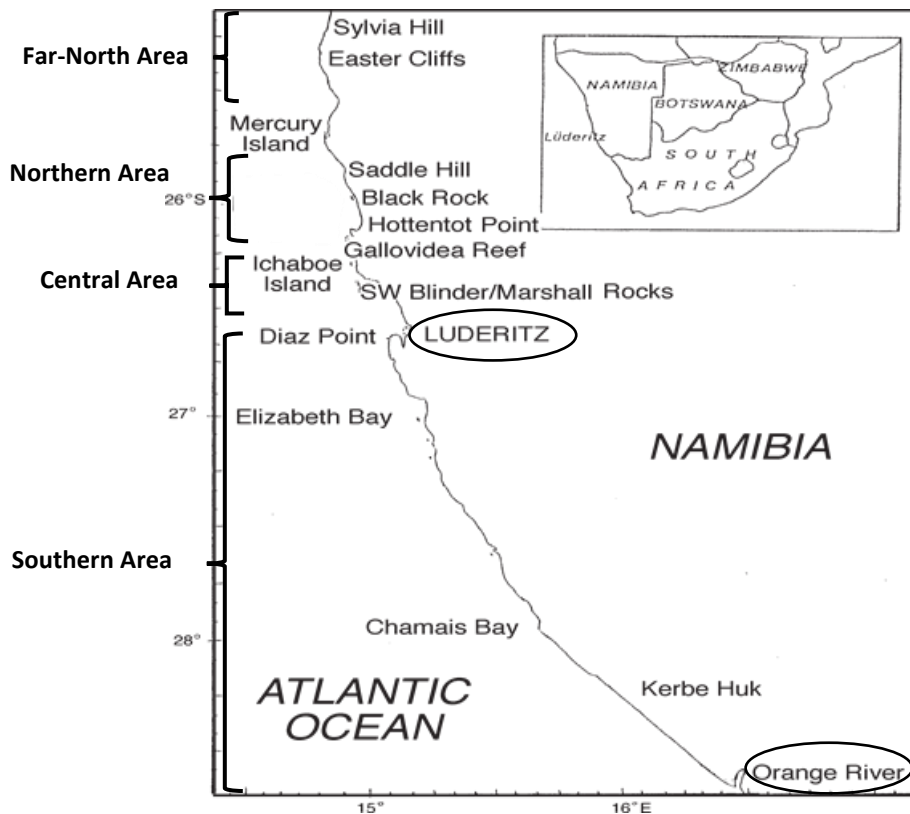 Sylvia Hill
Far-North Area
Easter Cliffs
Mercury
Island
Northern Area
Saddle Hill
26°S
Black Rock
Hottentot Point
Gallovidea Reef
Central Area
Ichaboe
Island
SW Blinder/Marshall Rocks
Diaz Point
LUDERITZ
27°
Elizabeth Bay
NAMIBIA
Southern Area
Chamais Bay
28°
Kerbe Huk
ATLANTIC
OCEAN
Orange River
15°
16°E
ZIMBABWE
NAMIBIA
BOTSWANA
Lüderitz
SOUTH
AFRICA